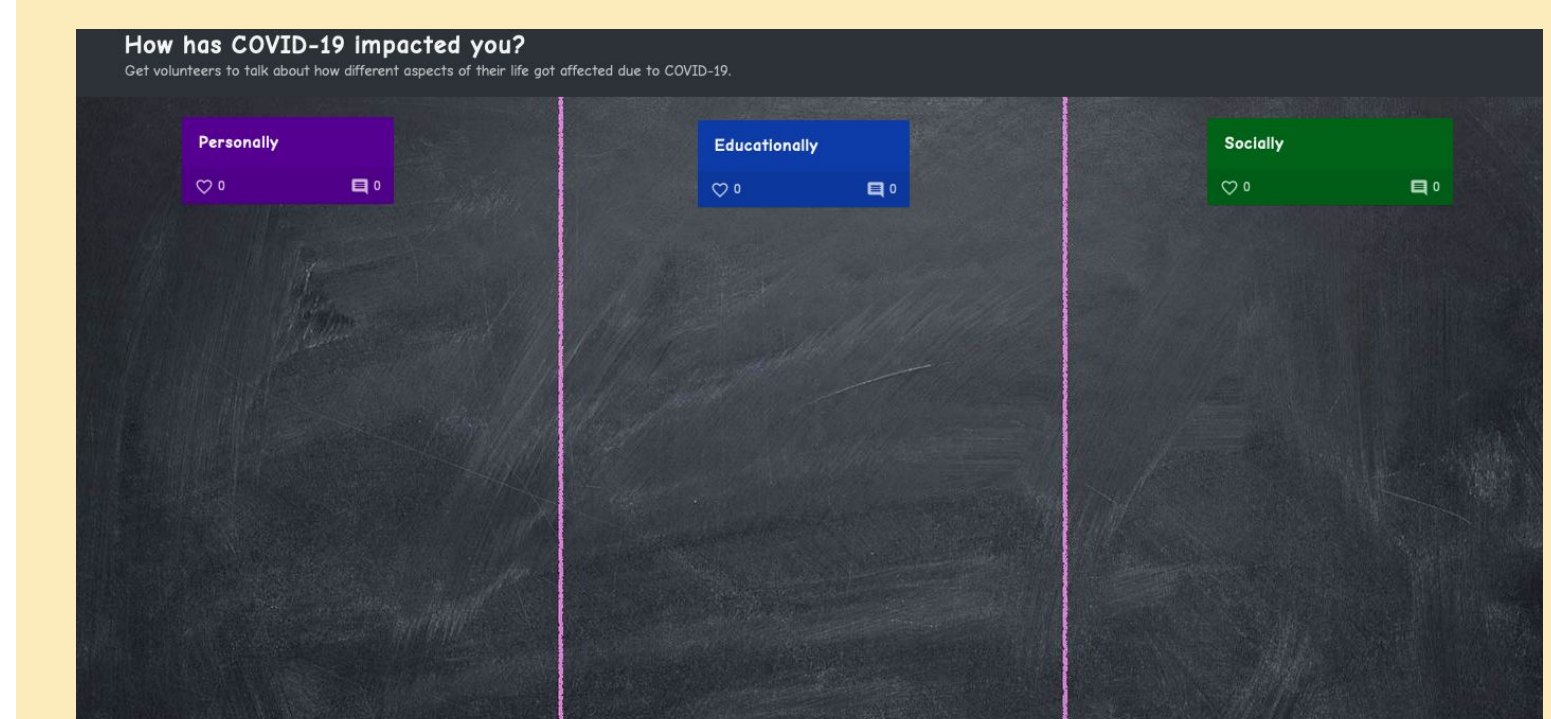 How has COVID-19 impacted you?
Get volunteers to talk about how different aspects of their life got affected due to COVID-19.
Personally
0 0
Educationally
0 0
Socially
0 0